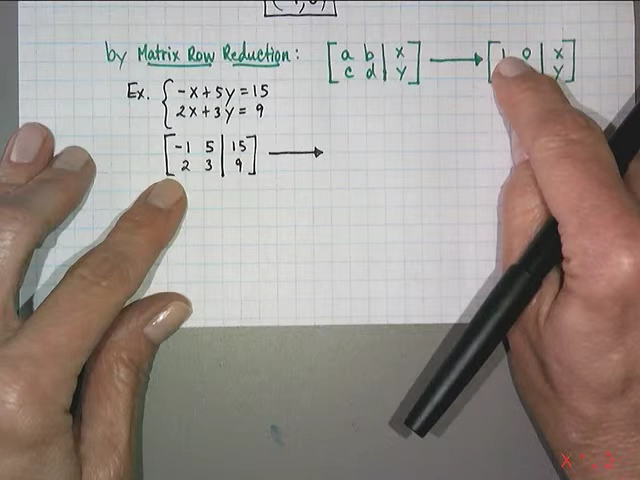 by Matrix Row Reduction: [a b | x] → [1 0 | x]
[c d | y] [y]
Ex. { -x + 5y = 15
2x + 3y = 9
[-1 5 | 15] →
[2 3 | 9]